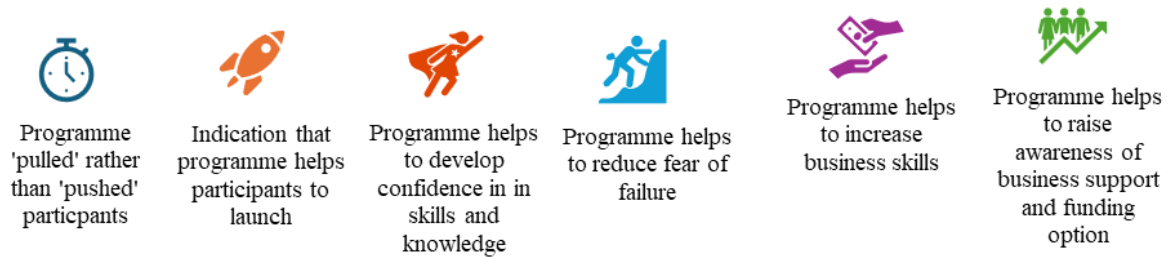 Programme
'pulled' rather
than 'pushed'
particpants
Indication that
programme helps
participants to
launch
Programme helps
to develop
confidence in in
skills and
knowledge
Programme helps
to reduce fear of
failure
Programme helps
to increase
business skills
Programme helps
to raise
awareness of
business support
and funding
option